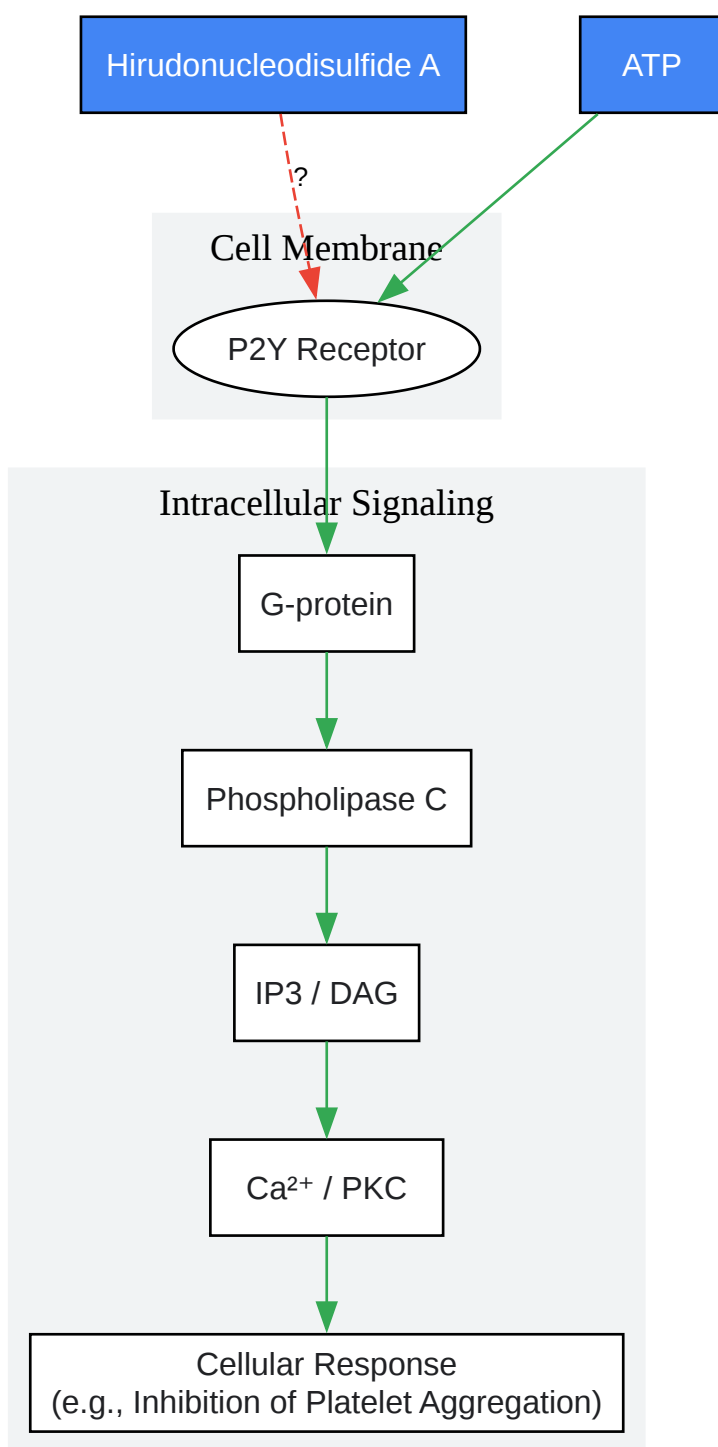 Hirudonucleodisulfide A
ATP
?
Cell Membrane
P2Y Receptor
Intracellular Signaling
G-protein
Phospholipase C
IP3 / DAG
Ca²⁺ / PKC
Cellular Response
(e.g., Inhibition of Platelet Aggregation)